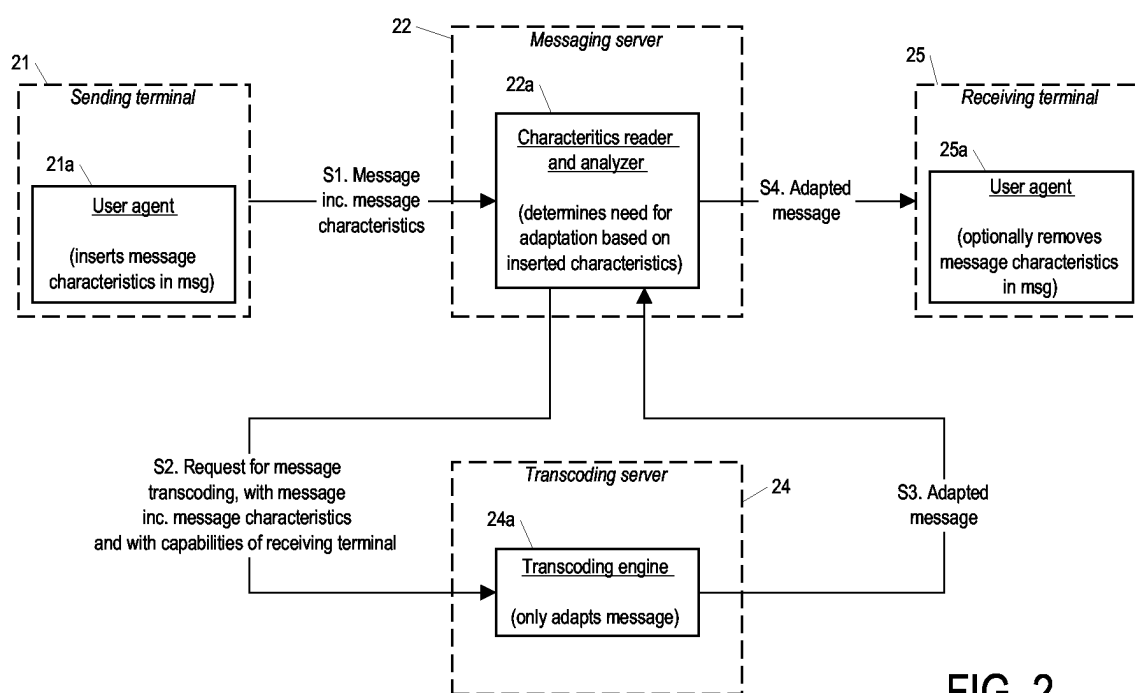 22
Messaging server
21
Sending terminal
25
Receiving terminal
22a
Characteritics reader
and analyzer
(determines need for
adaptation based on
inserted characteristics)
21a
User agent
(inserts message
characteristics in msg)
S1. Message
inc. message
characteristics
S4. Adapted
message
25a
User agent
(optionally removes
message characteristics
in msg)
S2. Request for message
transcoding, with message
inc. message characteristics
and with capabilities of receiving terminal
Transcoding server
24
24a
Transcoding engine
(only adapts message)
S3. Adapted
message
FIG. 2